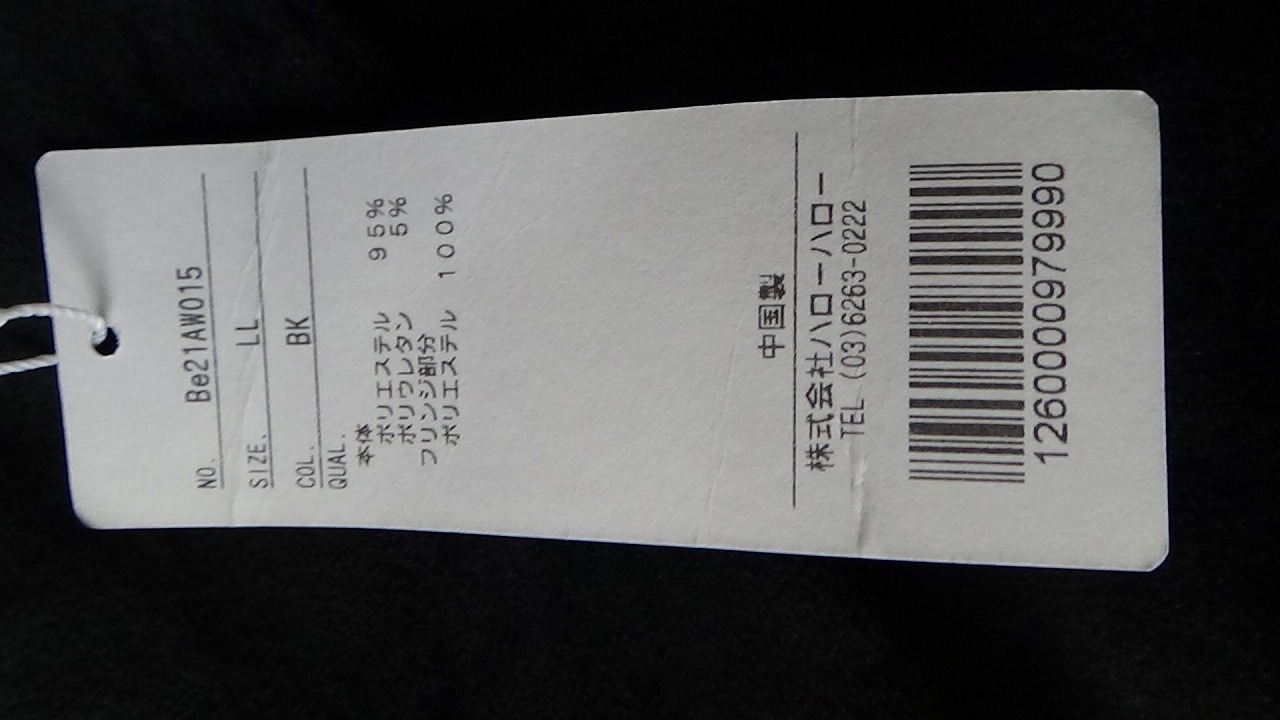 NO. Be21AW015
SIZE. LL
COL. BK
QUAL.
本体
ポリエステル 95%
ポリウレタン 5%
フリンジ部分
ポリエステル 100%
中国製
株式会社ハローハロー
TEL (03)6263-0222
1260000979990